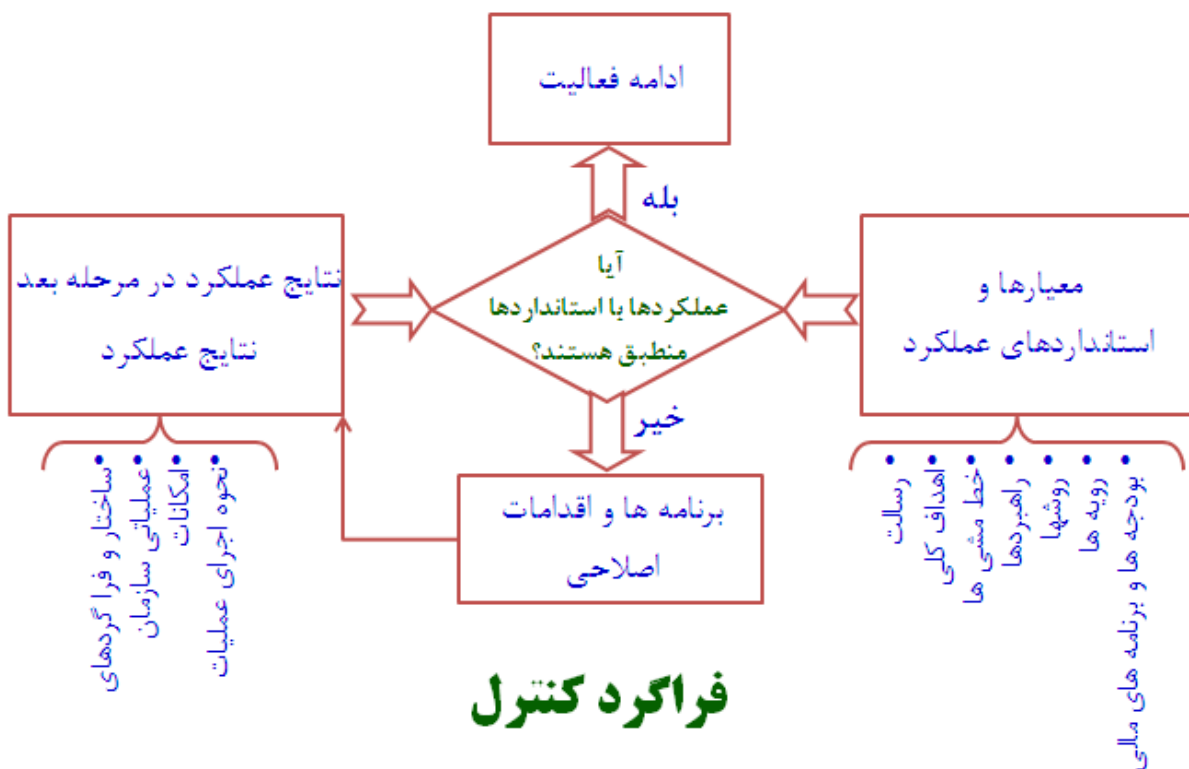 ادامه فعالیت
بله
معیارها و
استانداردهای عملکرد
آیا
عملکردها با استانداردها
منطبق هستند؟
نتایج عملکرد در مرحله بعد
نتایج عملکرد
خیر
برنامه ها و اقدامات
اصلاحی
• رسالت
• اهداف کلی
• خط مشی ها
• راهبردها
• روشها
• رویه ها
• بودجه ها و برنامه های مالی
• ساختار و فرا گردهای
• عملیاتی سازمان
• امکانات
• نحوه اجرای عملیات
فراگرد کنترل